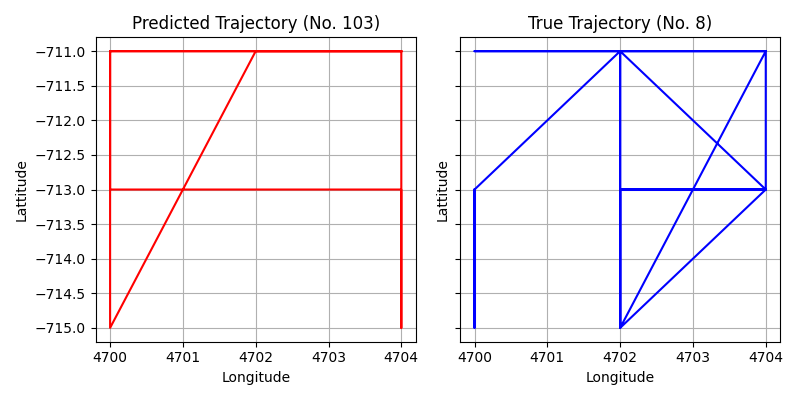 Predicted Trajectory (No. 103)
True Trajectory (No. 8)
−711.0
−711.5
−712.0
−712.5
−713.0
−713.5
−714.0
−714.5
−715.0
Lattitude
Lattitude
4700 4701 4702 4703 4704
4700 4701 4702 4703 4704
Longitude
Longitude